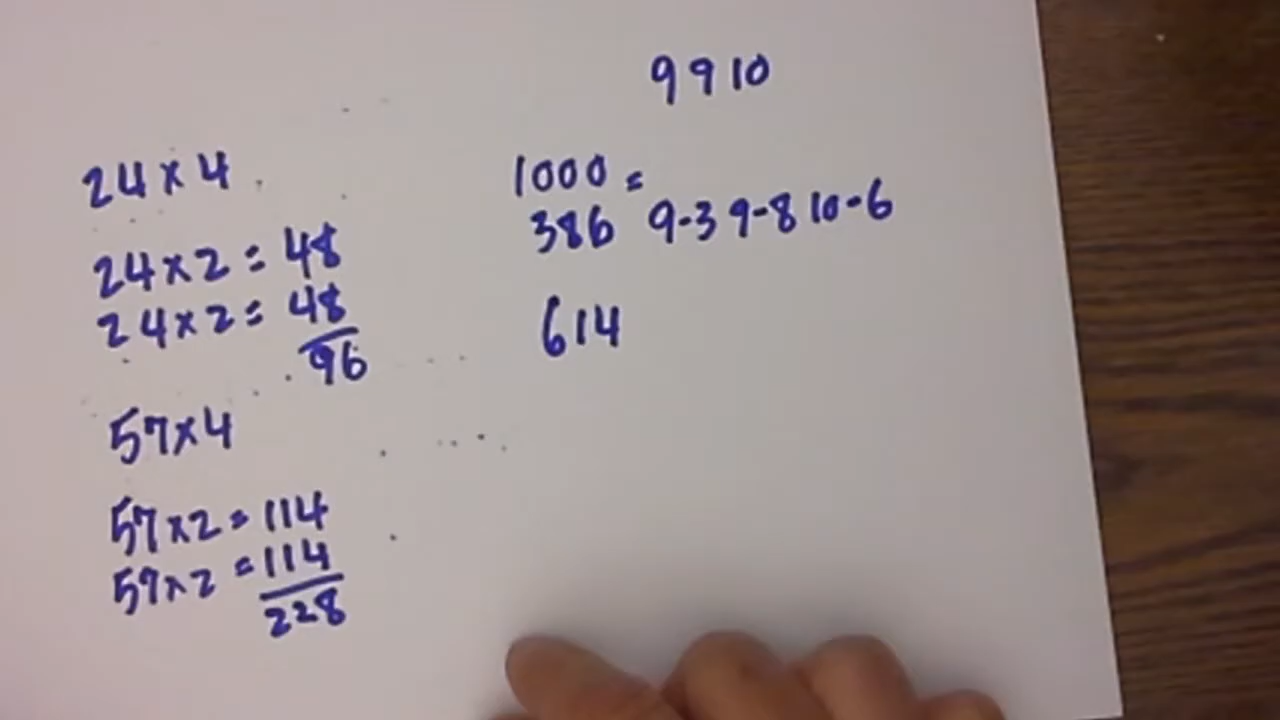 24 x 4
24 x 2 = 48
24 x 2 = 48
96
57 x 4
57 x 2 = 114
59 x 2 = 114
228
9 9 10
1000 =
386 9-3 9-8 10-6
614